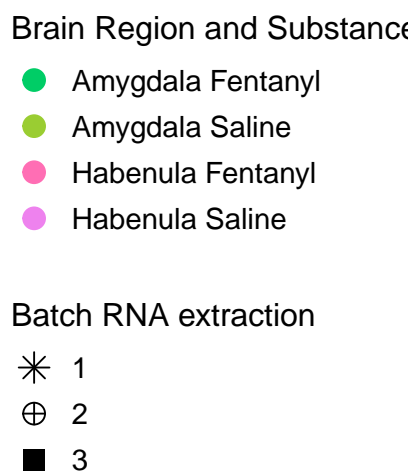 Brain Region and Substance
Amygdala Fentanyl
Amygdala Saline
Habenula Fentanyl
Habenula Saline
Batch RNA extraction
1
2
3